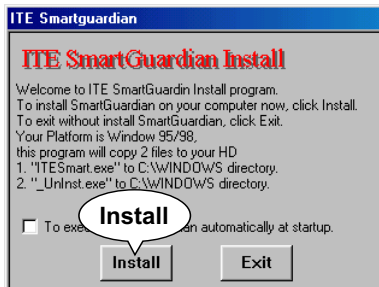 ITE Smartguardian
ITE SmartGuardian Install
Welcome to ITE SmartGuardin Install program.
To install SmartGuardian on your computer now, click Install.
To exit without install SmartGuardian, click Exit.
Your Platform is Window 95/98,
this program will copy 2 files to your HD
1. "ITESmart.exe" to C:\WINDOWS directory.
2. "_UnInst.exe" to C:\WINDOWS directory.
Install
To automatically at startup.
Install Exit